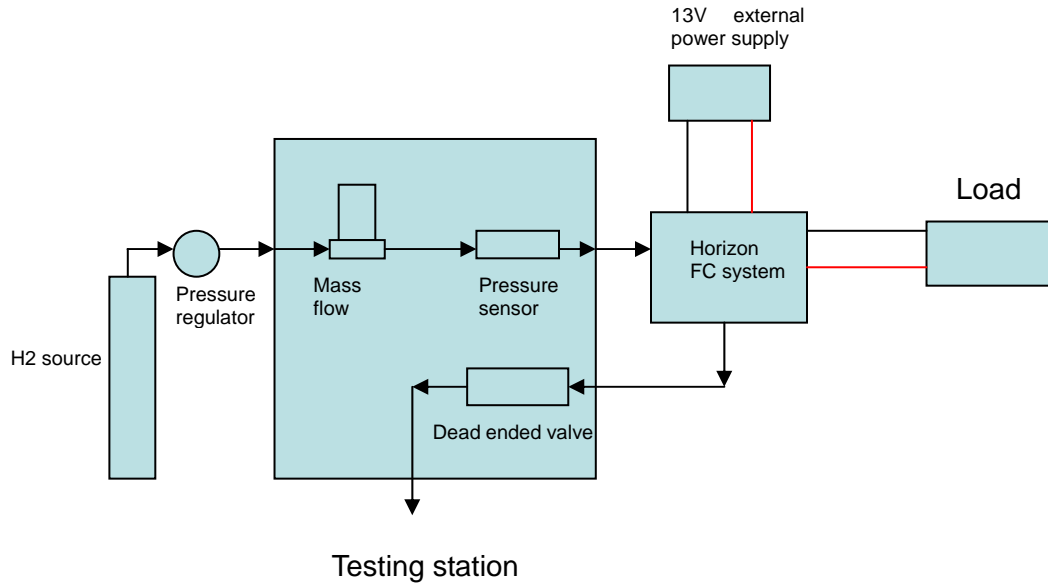 13V external
power supply
Load
Horizon
FC system
Mass
flow
Pressure
sensor
Pressure
regulator
H2 source
Dead ended valve
Testing station